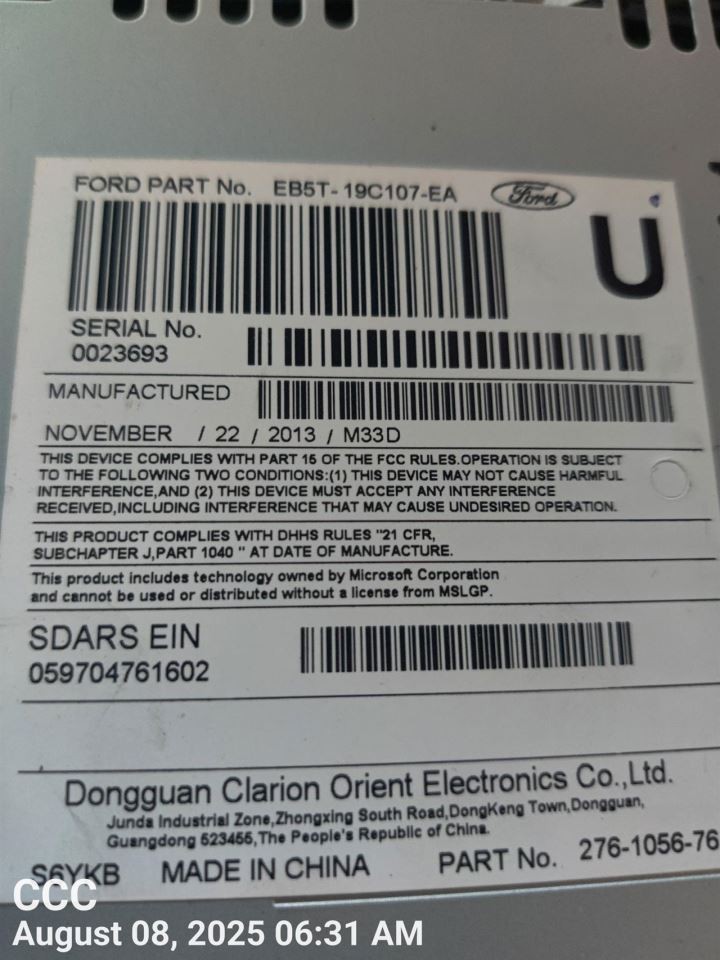 FORD PART No. EB5T-19C107-EA Ford
U
SERIAL No.
0023693
MANUFACTURED
NOVEMBER / 22 / 2013 / M33D
THIS DEVICE COMPLIES WITH PART 15 OF THE FCC RULES.OPERATION IS SUBJECT
TO THE FOLLOWING TWO CONDITIONS:(1) THIS DEVICE MAY NOT CAUSE HARMFUL
INTERFERENCE,AND (2) THIS DEVICE MUST ACCEPT ANY INTERFERENCE
RECEIVED,INCLUDING INTERFERENCE THAT MAY CAUSE UNDESIRED OPERATION.
THIS PRODUCT COMPLIES WITH DHHS RULES "21 CFR,
SUBCHAPTER J,PART 1040 " AT DATE OF MANUFACTURE.
This product includes technology owned by Microsoft Corporation
and cannot be used or distributed without a license from MSLGP.
SDARS EIN
059704761602
Dongguan Clarion Orient Electronics Co.,Ltd.
Junda Industrial Zone,Zhongxing South Road,DongKeng Town,Dongguan,
Guangdong 523455,The People's Republic of China.
S6YKB MADE IN CHINA PART No. 276-1056-76
CCC
August 08, 2025 06:31 AM